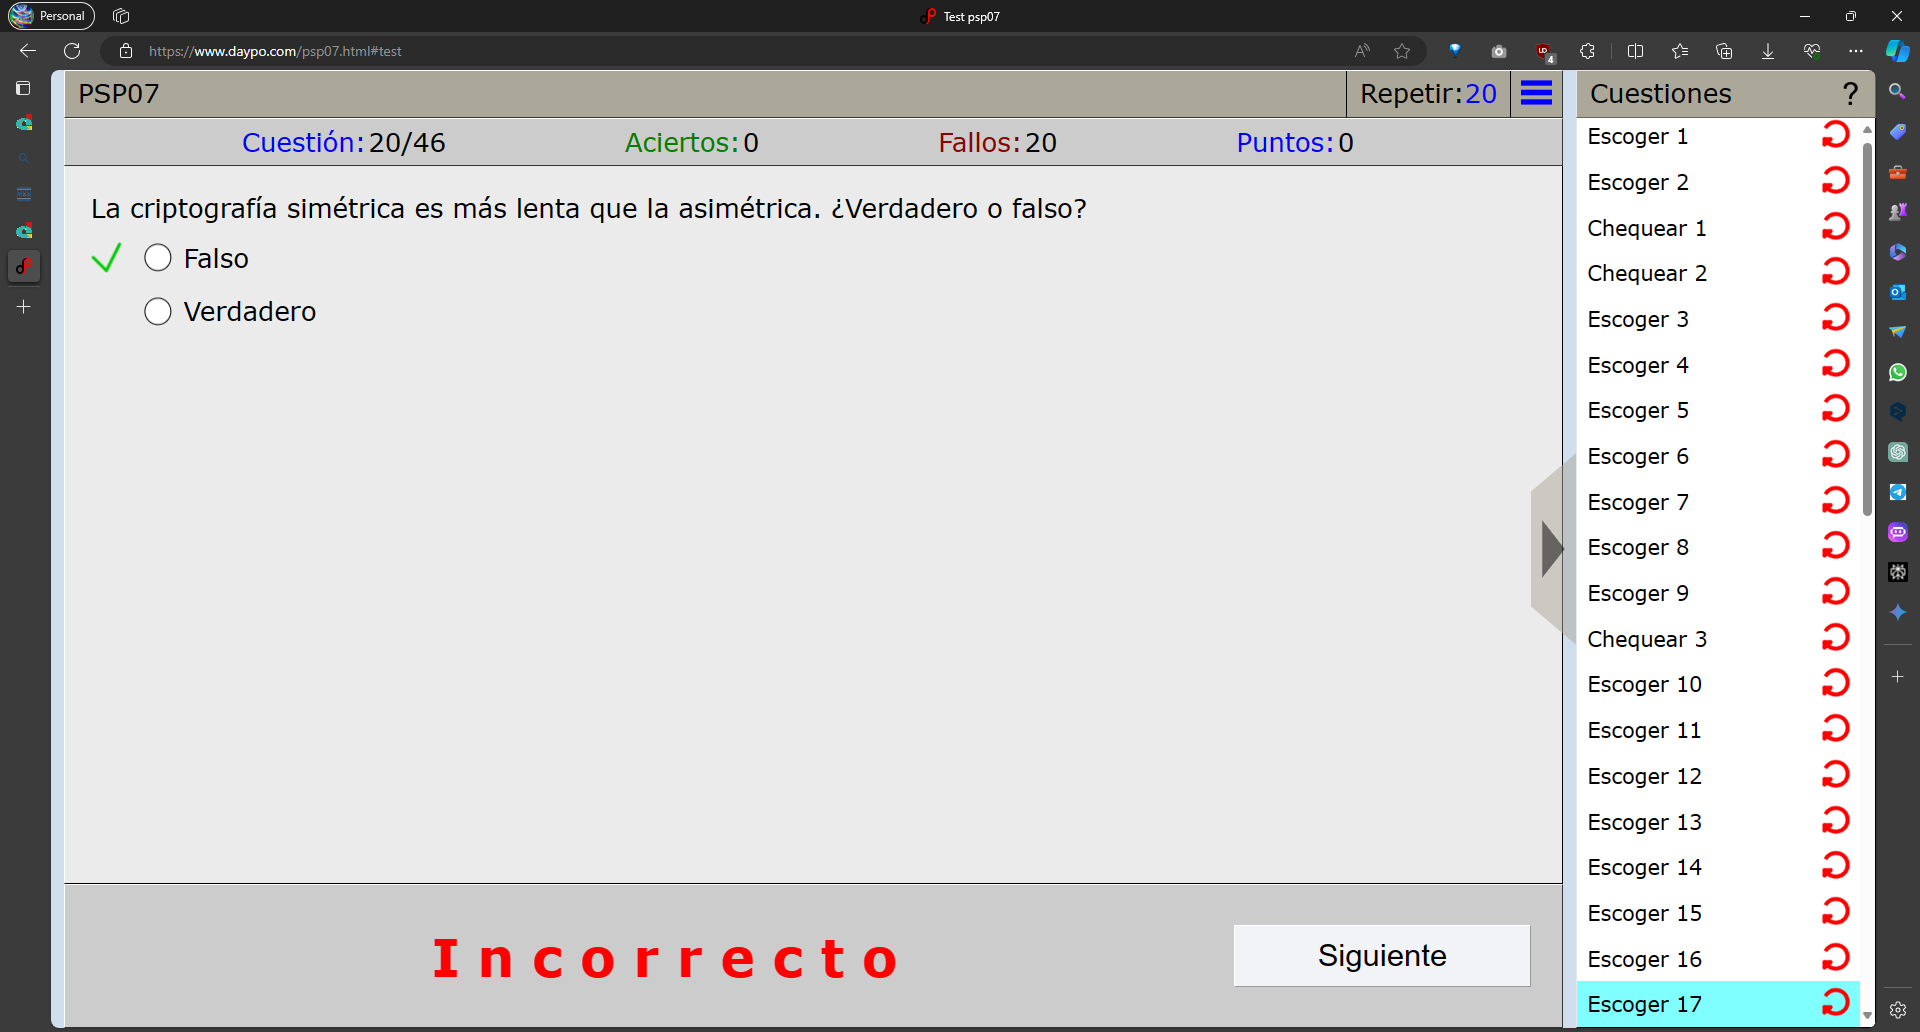 Personal
Test psp07
https://www.daypo.com/psp07.html#test
4
PSP07
Repetir:20
Cuestiones ?
Cuestión: 20/46 Aciertos: 0 Fallos: 20 Puntos: 0
La criptografía simétrica es más lenta que la asimétrica. ¿Verdadero o falso?
Falso
Verdadero
Incorrecto
Siguiente
Escoger 1
Escoger 2
Chequear 1
Chequear 2
Escoger 3
Escoger 4
Escoger 5
Escoger 6
Escoger 7
Escoger 8
Escoger 9
Chequear 3
Escoger 10
Escoger 11
Escoger 12
Escoger 13
Escoger 14
Escoger 15
Escoger 16
Escoger 17